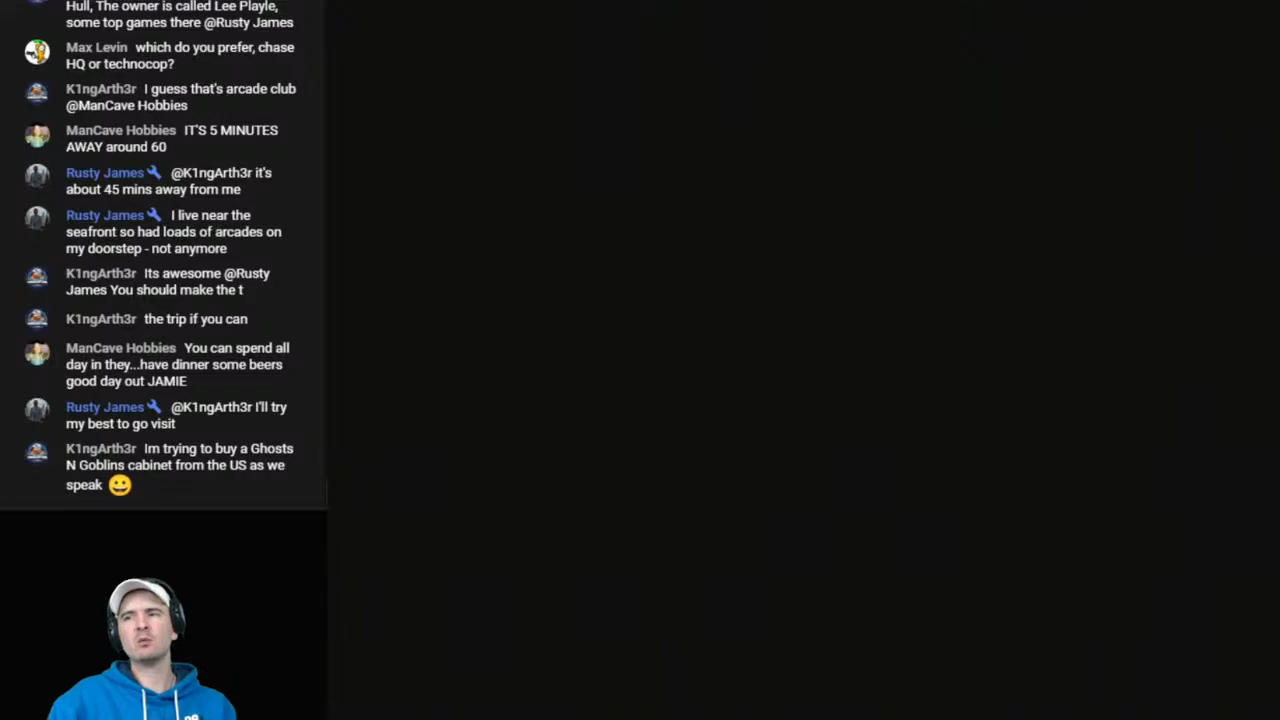 Hull, The owner is called Lee Playle,
some top games there @Rusty James
Max Levin which do you prefer, chase
HQ or technocop?
K1ngArth3r I guess that's arcade club
@ManCave Hobbies
ManCave Hobbies IT'S 5 MINUTES
AWAY around 60
Rusty James @K1ngArth3r it's
about 45 mins away from me
Rusty James I live near the
seafront so had loads of arcades on
my doorstep - not anymore
K1ngArth3r Its awesome @Rusty
James You should make the t
K1ngArth3r the trip if you can
ManCave Hobbies You can spend all
day in they...have dinner some beers
good day out JAMIE
Rusty James @K1ngArth3r I'll try
my best to go visit
K1ngArth3r Im trying to buy a Ghosts
N Goblins cabinet from the US as we
speak 😀